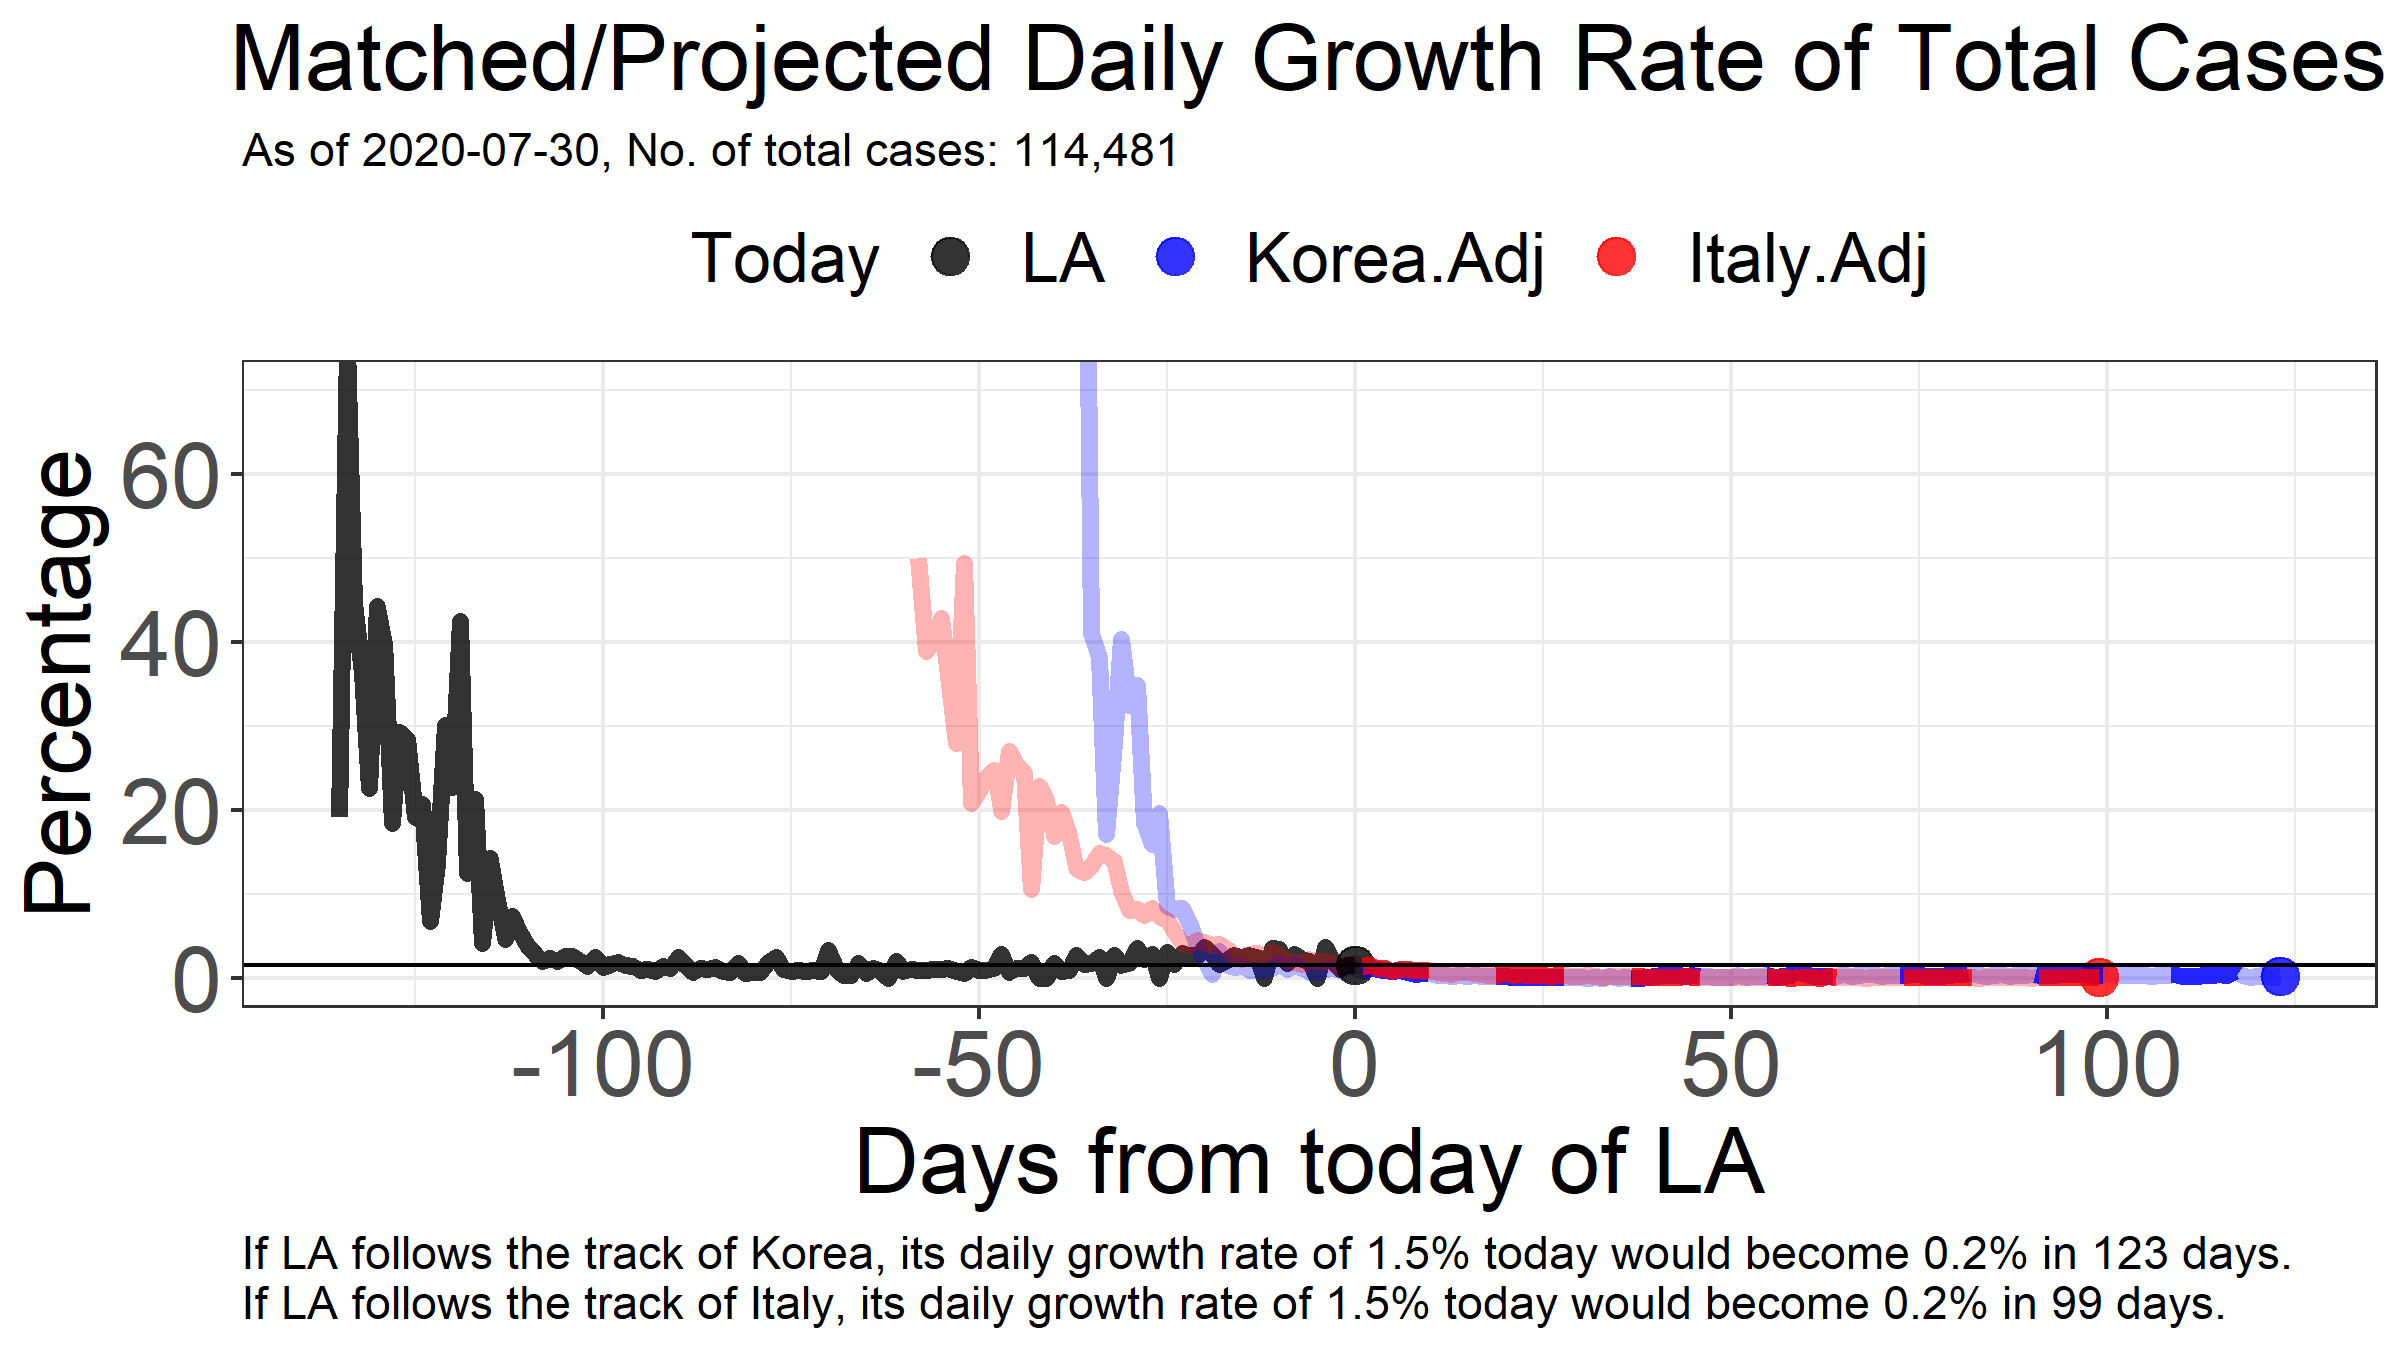 Matched/Projected Daily Growth Rate of Total Cases
As of 2020-07-30, No. of total cases: 114,481
Today LA Korea.Adj Italy.Adj
Percentage
60
40
20
0
-100 -50 0 50 100
Days from today of LA
If LA follows the track of Korea, its daily growth rate of 1.5% today would become 0.2% in 123 days.
If LA follows the track of Italy, its daily growth rate of 1.5% today would become 0.2% in 99 days.